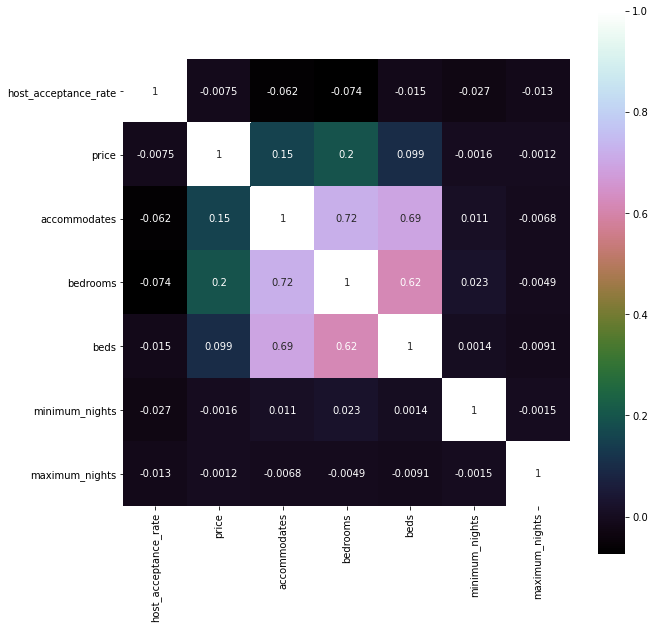 host_acceptance_rate 1 -0.0075 -0.062 -0.074 -0.015 -0.027 -0.013
price -0.0075 1 0.15 0.2 0.099 -0.0016 -0.0012
accommodates -0.062 0.15 1 0.72 0.69 0.011 -0.0068
bedrooms -0.074 0.2 0.72 1 0.62 0.023 -0.0049
beds -0.015 0.099 0.69 0.62 1 0.0014 -0.0091
minimum_nights -0.027 -0.0016 0.011 0.023 0.0014 1 -0.0015
maximum_nights -0.013 -0.0012 -0.0068 -0.0049 -0.0091 -0.0015 1
host_acceptance_rate
price
accommodates
bedrooms
beds
minimum_nights
maximum_nights
1.0
0.8
0.6
0.4
0.2
0.0